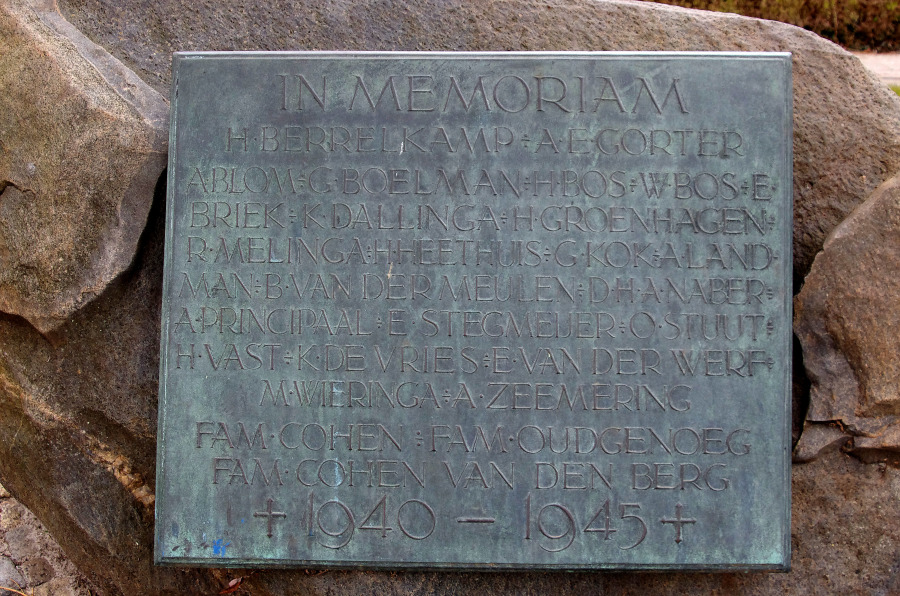 IN MEMORIAM
H·BERRELKAMP÷A·E·GORTER
A·BLOM÷G·BOELMAN÷H·BOS÷W·BOS÷E·
BRIEK÷K·DALLINGA÷H·GROENHAGEN÷
R·MELINGA÷H·HEETHUIS÷G·KOK÷A·LAND
MAN÷B·VAN DER MEULEN÷D·H·A·NABER÷
A·PRINCIPAAL÷E·STEGMEIJER÷O·STUUT÷
H·VAST÷K·DE VRIES÷E·VAN DER WERF÷
M·WIERINGA÷A·ZEEMERING
FAM·COHEN÷FAM·OUDGENOEG
FAM·COHEN VAN DEN BERG
+1940–1945+